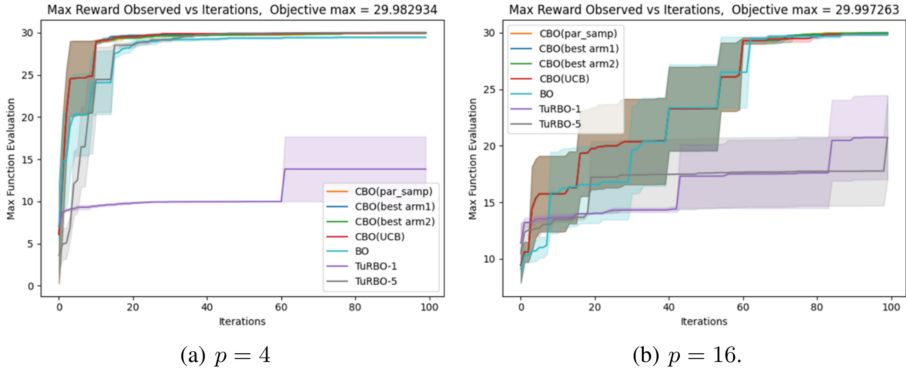 Max Reward Observed vs Iterations, Objective max = 29.982934
Max Function Evaluation
30
25
20
15
10
5
0
CBO(par_samp)
CBO(best arm1)
CBO(best arm2)
CBO(UCB)
BO
TuRBO-1
TuRBO-5
0 20 40 60 80 100
Iterations
(a) p = 4
Max Reward Observed vs Iterations, Objective max = 29.997263
Max Function Evaluation
30
25
20
15
10
CBO(par_samp)
CBO(best arm1)
CBO(best arm2)
CBO(UCB)
BO
TuRBO-1
TuRBO-5
0 20 40 60 80 100
Iterations
(b) p = 16.